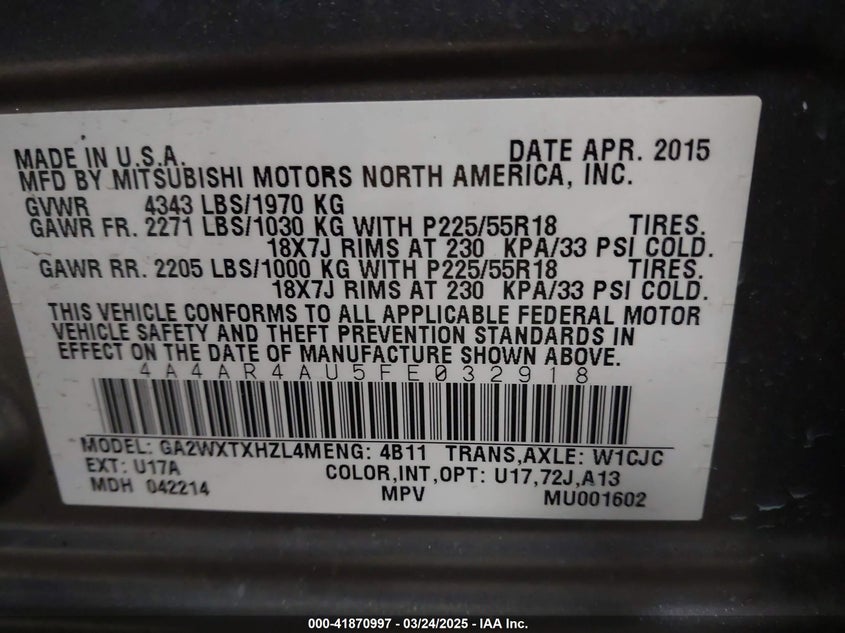 MADE IN U.S.A. DATE APR. 2015
MFD BY MITSUBISHI MOTORS NORTH AMERICA, INC.
GVWR 4343 LBS/1970 KG
GAWR FR. 2271 LBS/1030 KG WITH P225/55R18 TIRES.
18X7J RIMS AT 230 KPA/33 PSI COLD.
GAWR RR. 2205 LBS/1000 KG WITH P225/55R18 TIRES.
18X7J RIMS AT 230 KPA/33 PSI COLD.
THIS VEHICLE CONFORMS TO ALL APPLICABLE FEDERAL MOTOR
VEHICLE SAFETY AND THEFT PREVENTION STANDARDS IN
EFFECT ON THE DATE OF MANUFACTURE SHOWN ABOVE.
4A4AR4AU5FE032918
MODEL: GA2WXTXHZL4MENG: 4B11 TRANS,AXLE: W1CJC
EXT: U17A COLOR,INT,OPT: U17,72J,A13
MDH 042214 MPV MU001602
000-41870997 - 03/24/2025 - IAA Inc.